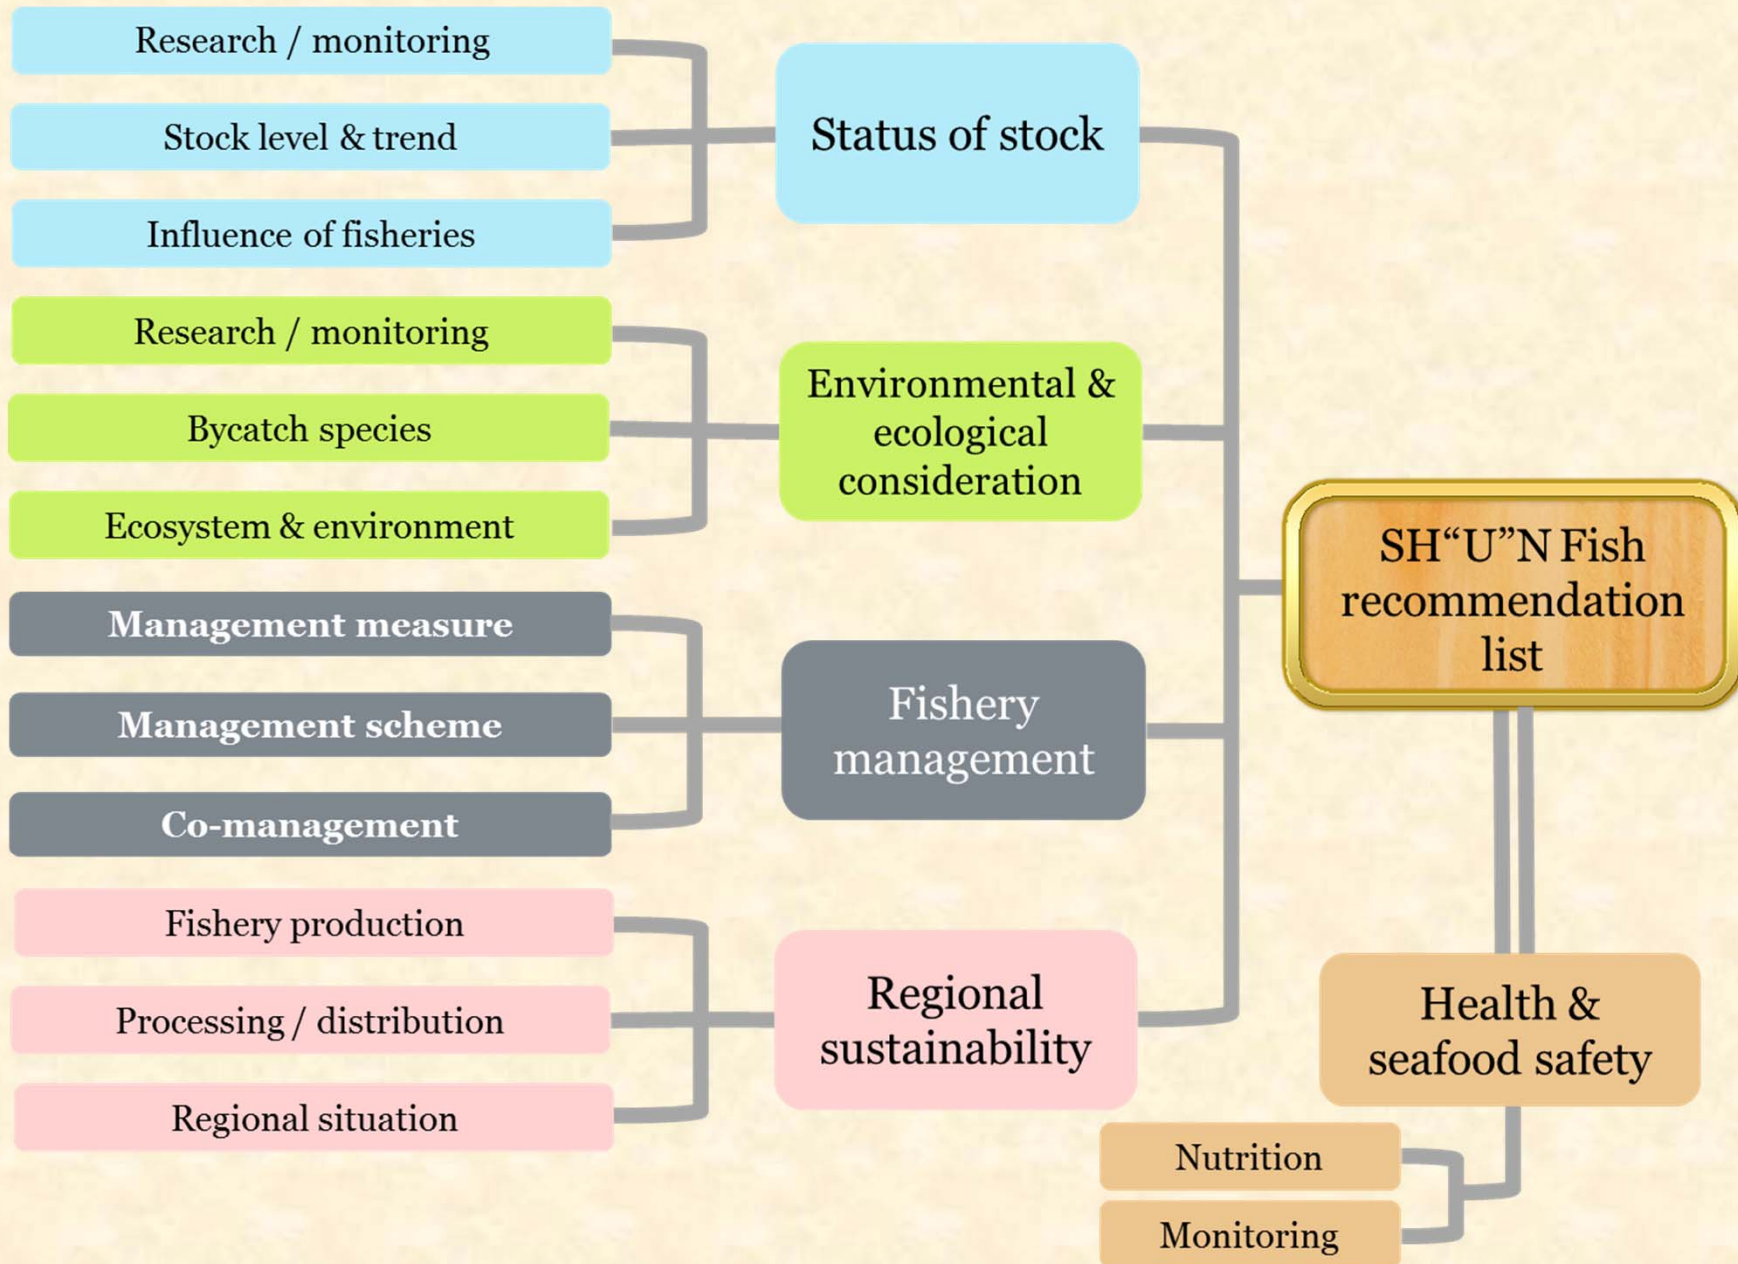 Research / monitoring
Stock level & trend
Influence of fisheries
Status of stock
Research / monitoring
Bycatch species
Ecosystem & environment
Environmental &
ecological
consideration
Management measure
Management scheme
Co-management
Fishery
management
Fishery production
Processing / distribution
Regional situation
Regional
sustainability
SH“U”N Fish
recommendation
list
Health &
seafood safety
Nutrition
Monitoring